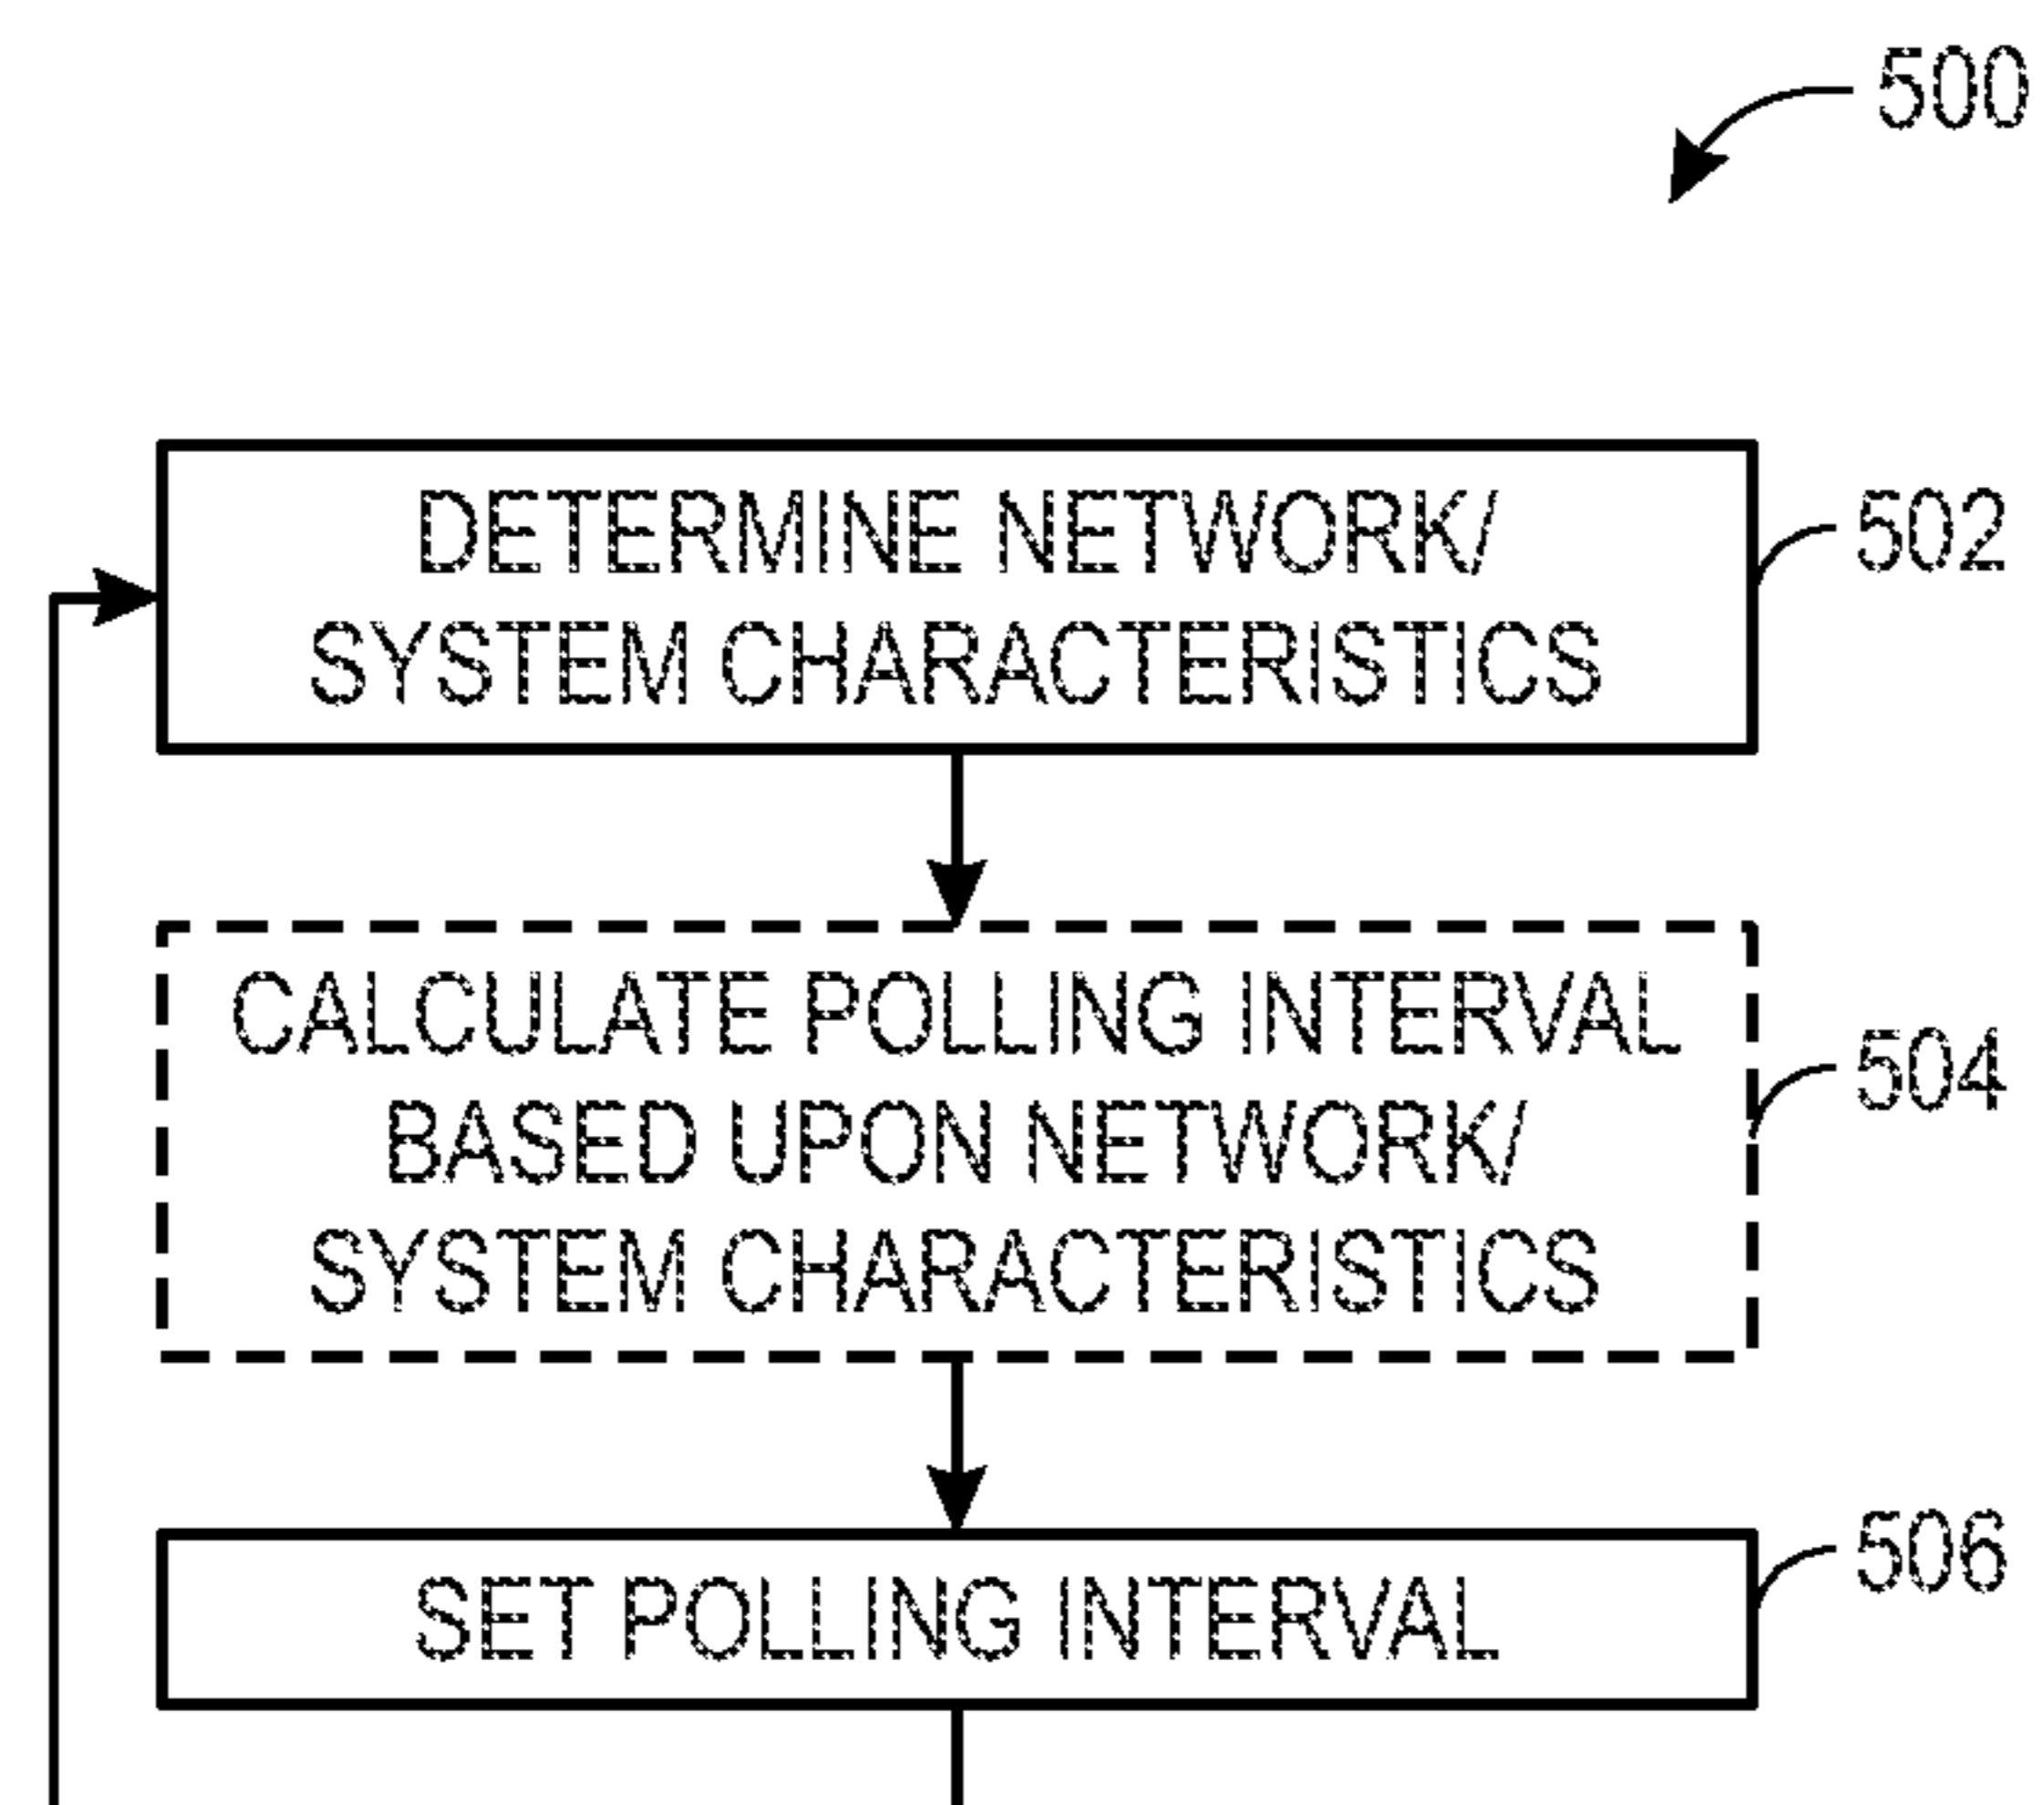 500
DETERMINE NETWORK/
SYSTEM CHARACTERISTICS
502
CALCULATE POLLING INTERVAL
BASED UPON NETWORK/
SYSTEM CHARACTERISTICS
504
SET POLLING INTERVAL
506